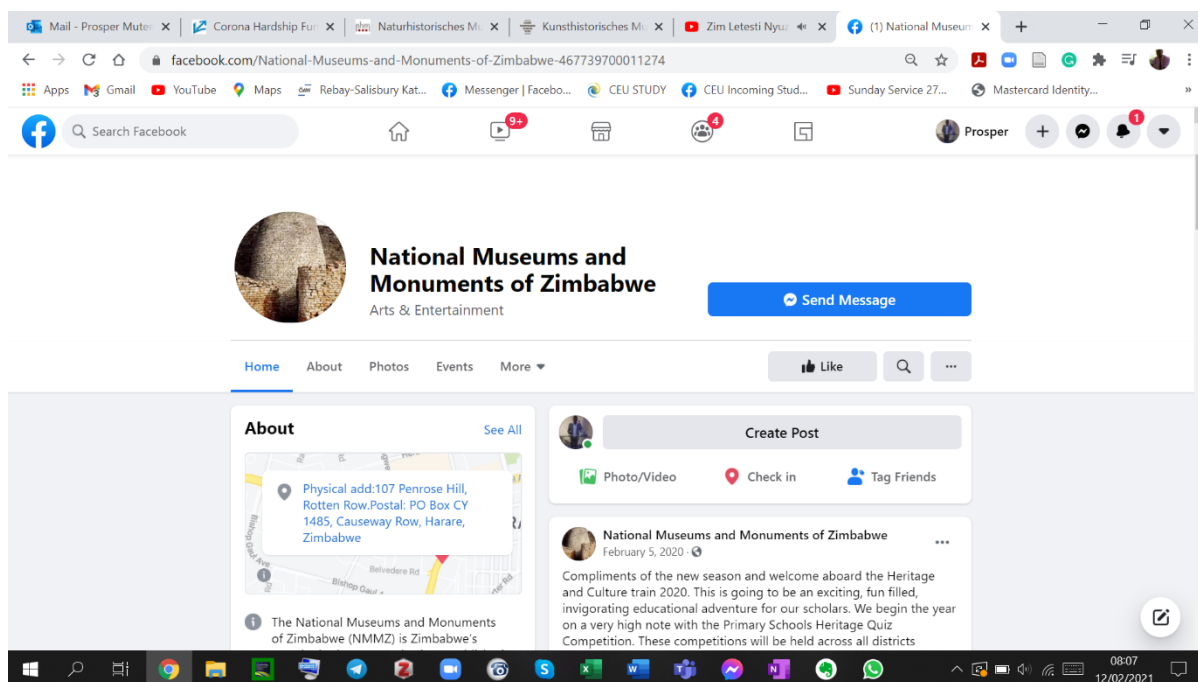 Mail - Prosper Muter
Corona Hardship Fun
nhm
Naturhistorisches Mu
Kunsthistorisches Mu
Zim Letesti Nyuz
(1) National Museum
facebook.com/National-Museums-and-Monuments-of-Zimbabwe-467739700011274
Apps
Gmail
YouTube
Maps
Rebay-Salisbury Kat...
Messenger | Facebo...
CEU STUDY
CEU Incoming Stud...
Sunday Service 27...
Mastercard Identity...
»
Search Facebook
9+
4
Prosper
1
National Museums and
Monuments of Zimbabwe
Arts & Entertainment
Send Message
Home
About
Photos
Events
More
Like
About
See All
Physical add:107 Penrose Hill,
Rotten Row.Postal: PO Box CY
1485, Causeway Row, Harare,
Zimbabwe
Belvedere Rd
Bishop Gaul
Bishop Gaul Ave
The National Museums and Monuments
of Zimbabwe (NMMZ) is Zimbabwe's
Create Post
Photo/Video
Check in
Tag Friends
National Museums and Monuments of Zimbabwe
February 5, 2020 ·
Compliments of the new season and welcome aboard the Heritage
and Culture train 2020. This is going to be an exciting, fun filled,
invigorating educational adventure for our scholars. We begin the year
on a very high note with the Primary Schools Heritage Quiz
Competition. These competitions will be held across all districts
08:07
12/02/2021